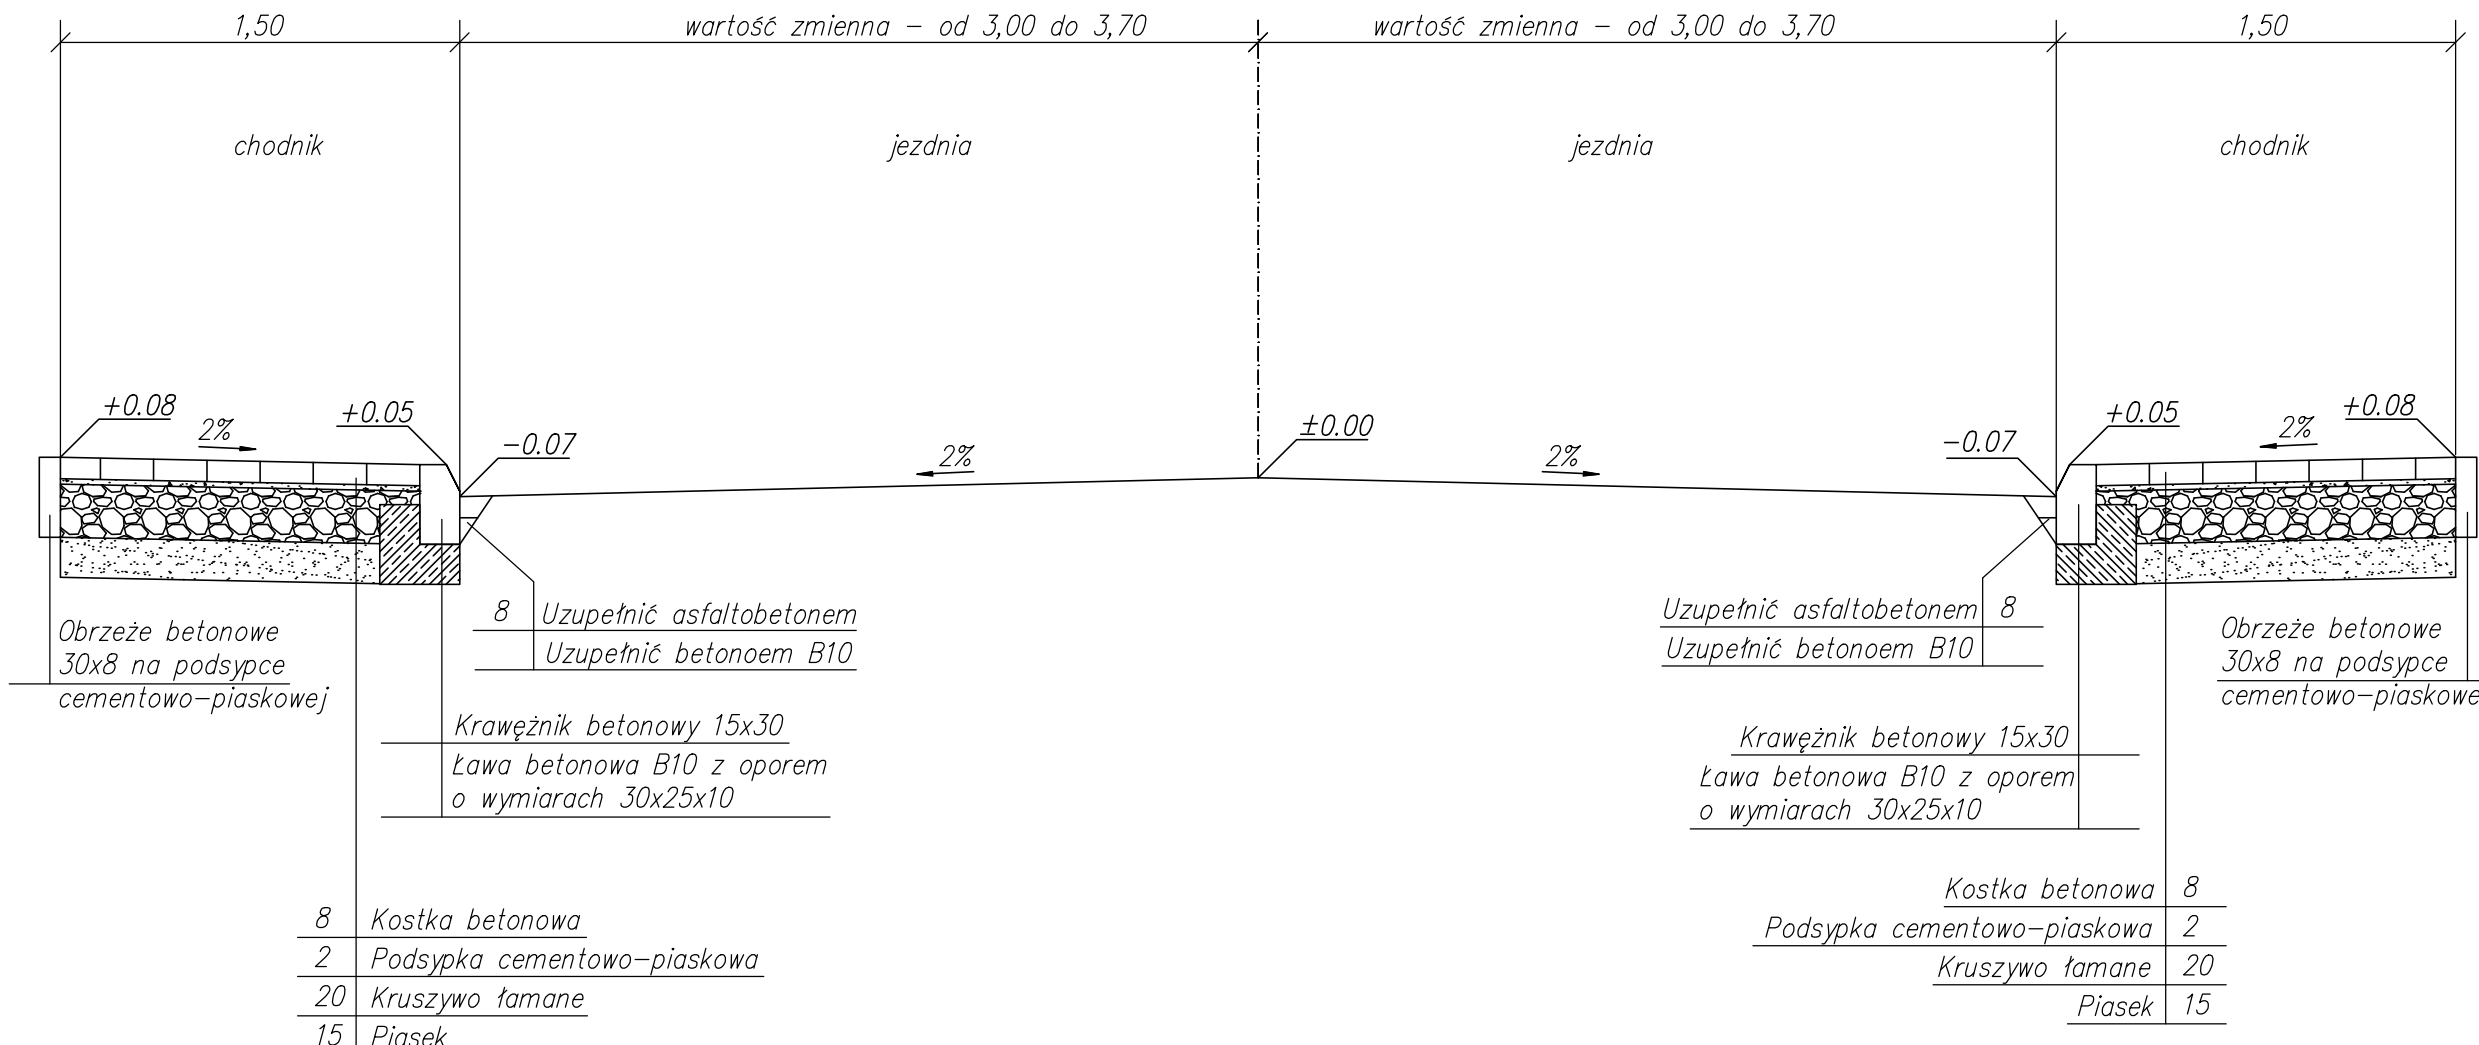 1,50
wartość zmienna – od 3,00 do 3,70
wartość zmienna – od 3,00 do 3,70
1,50
chodnik
jezdnia
jezdnia
chodnik
+0.08
2%
+0.05
-0.07
2%
±0.00
2%
-0.07
+0.05
2%
+0.08
8 Uzupełnić asfaltobetonem
Uzupełnić betonoem B10
Uzupełnić asfaltobetonem 8
Uzupełnić betonoem B10
Obrzeże betonowe
30x8 na podsypce
cementowo-piaskowej
Obrzeże betonowe
30x8 na podsypce
cementowo-piaskowe
Krawężnik betonowy 15x30
Ława betonowa B10 z oporem
o wymiarach 30x25x10
Krawężnik betonowy 15x30
Ława betonowa B10 z oporem
o wymiarach 30x25x10
8 Kostka betonowa
2 Podsypka cementowo-piaskowa
20 Kruszywo łamane
15 Piasek
Kostka betonowa 8
Podsypka cementowo-piaskowa 2
Kruszywo łamane 20
Piasek 15